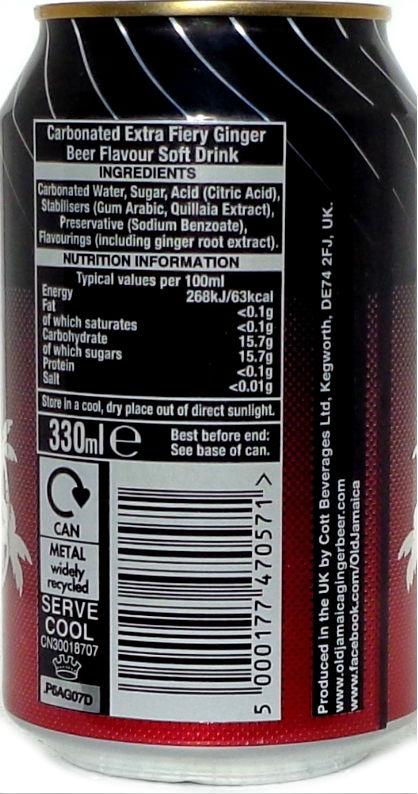 Carbonated Extra Fiery Ginger
Beer Flavour Soft Drink
INGREDIENTS
Carbonated Water, Sugar, Acid (Citric Acid),
Stabilisers (Gum Arabic, Quillaia Extract),
Preservative (Sodium Benzoate),
Flavourings (including ginger root extract).
NUTRITION INFORMATION
Typical values per 100ml
Energy 268kJ/63kcal
Fat <0.1g
of which saturates <0.1g
Carbohydrate 15.7g
of which sugars 15.7g
Protein <0.1g
Salt <0.01g
Store in a cool, dry place out of direct sunlight.
330ml e
Best before end:
See base of can.
CAN
METAL
widely
recycled
SERVE
COOL
CN30018707
P6AG07D
5 000177 470571 >
Produced in the UK by Cott Beverages Ltd, Kegworth, DE74 2FJ, UK.
www.oldjamaicagingerbeer.com
www.facebook.com/OldJamaica